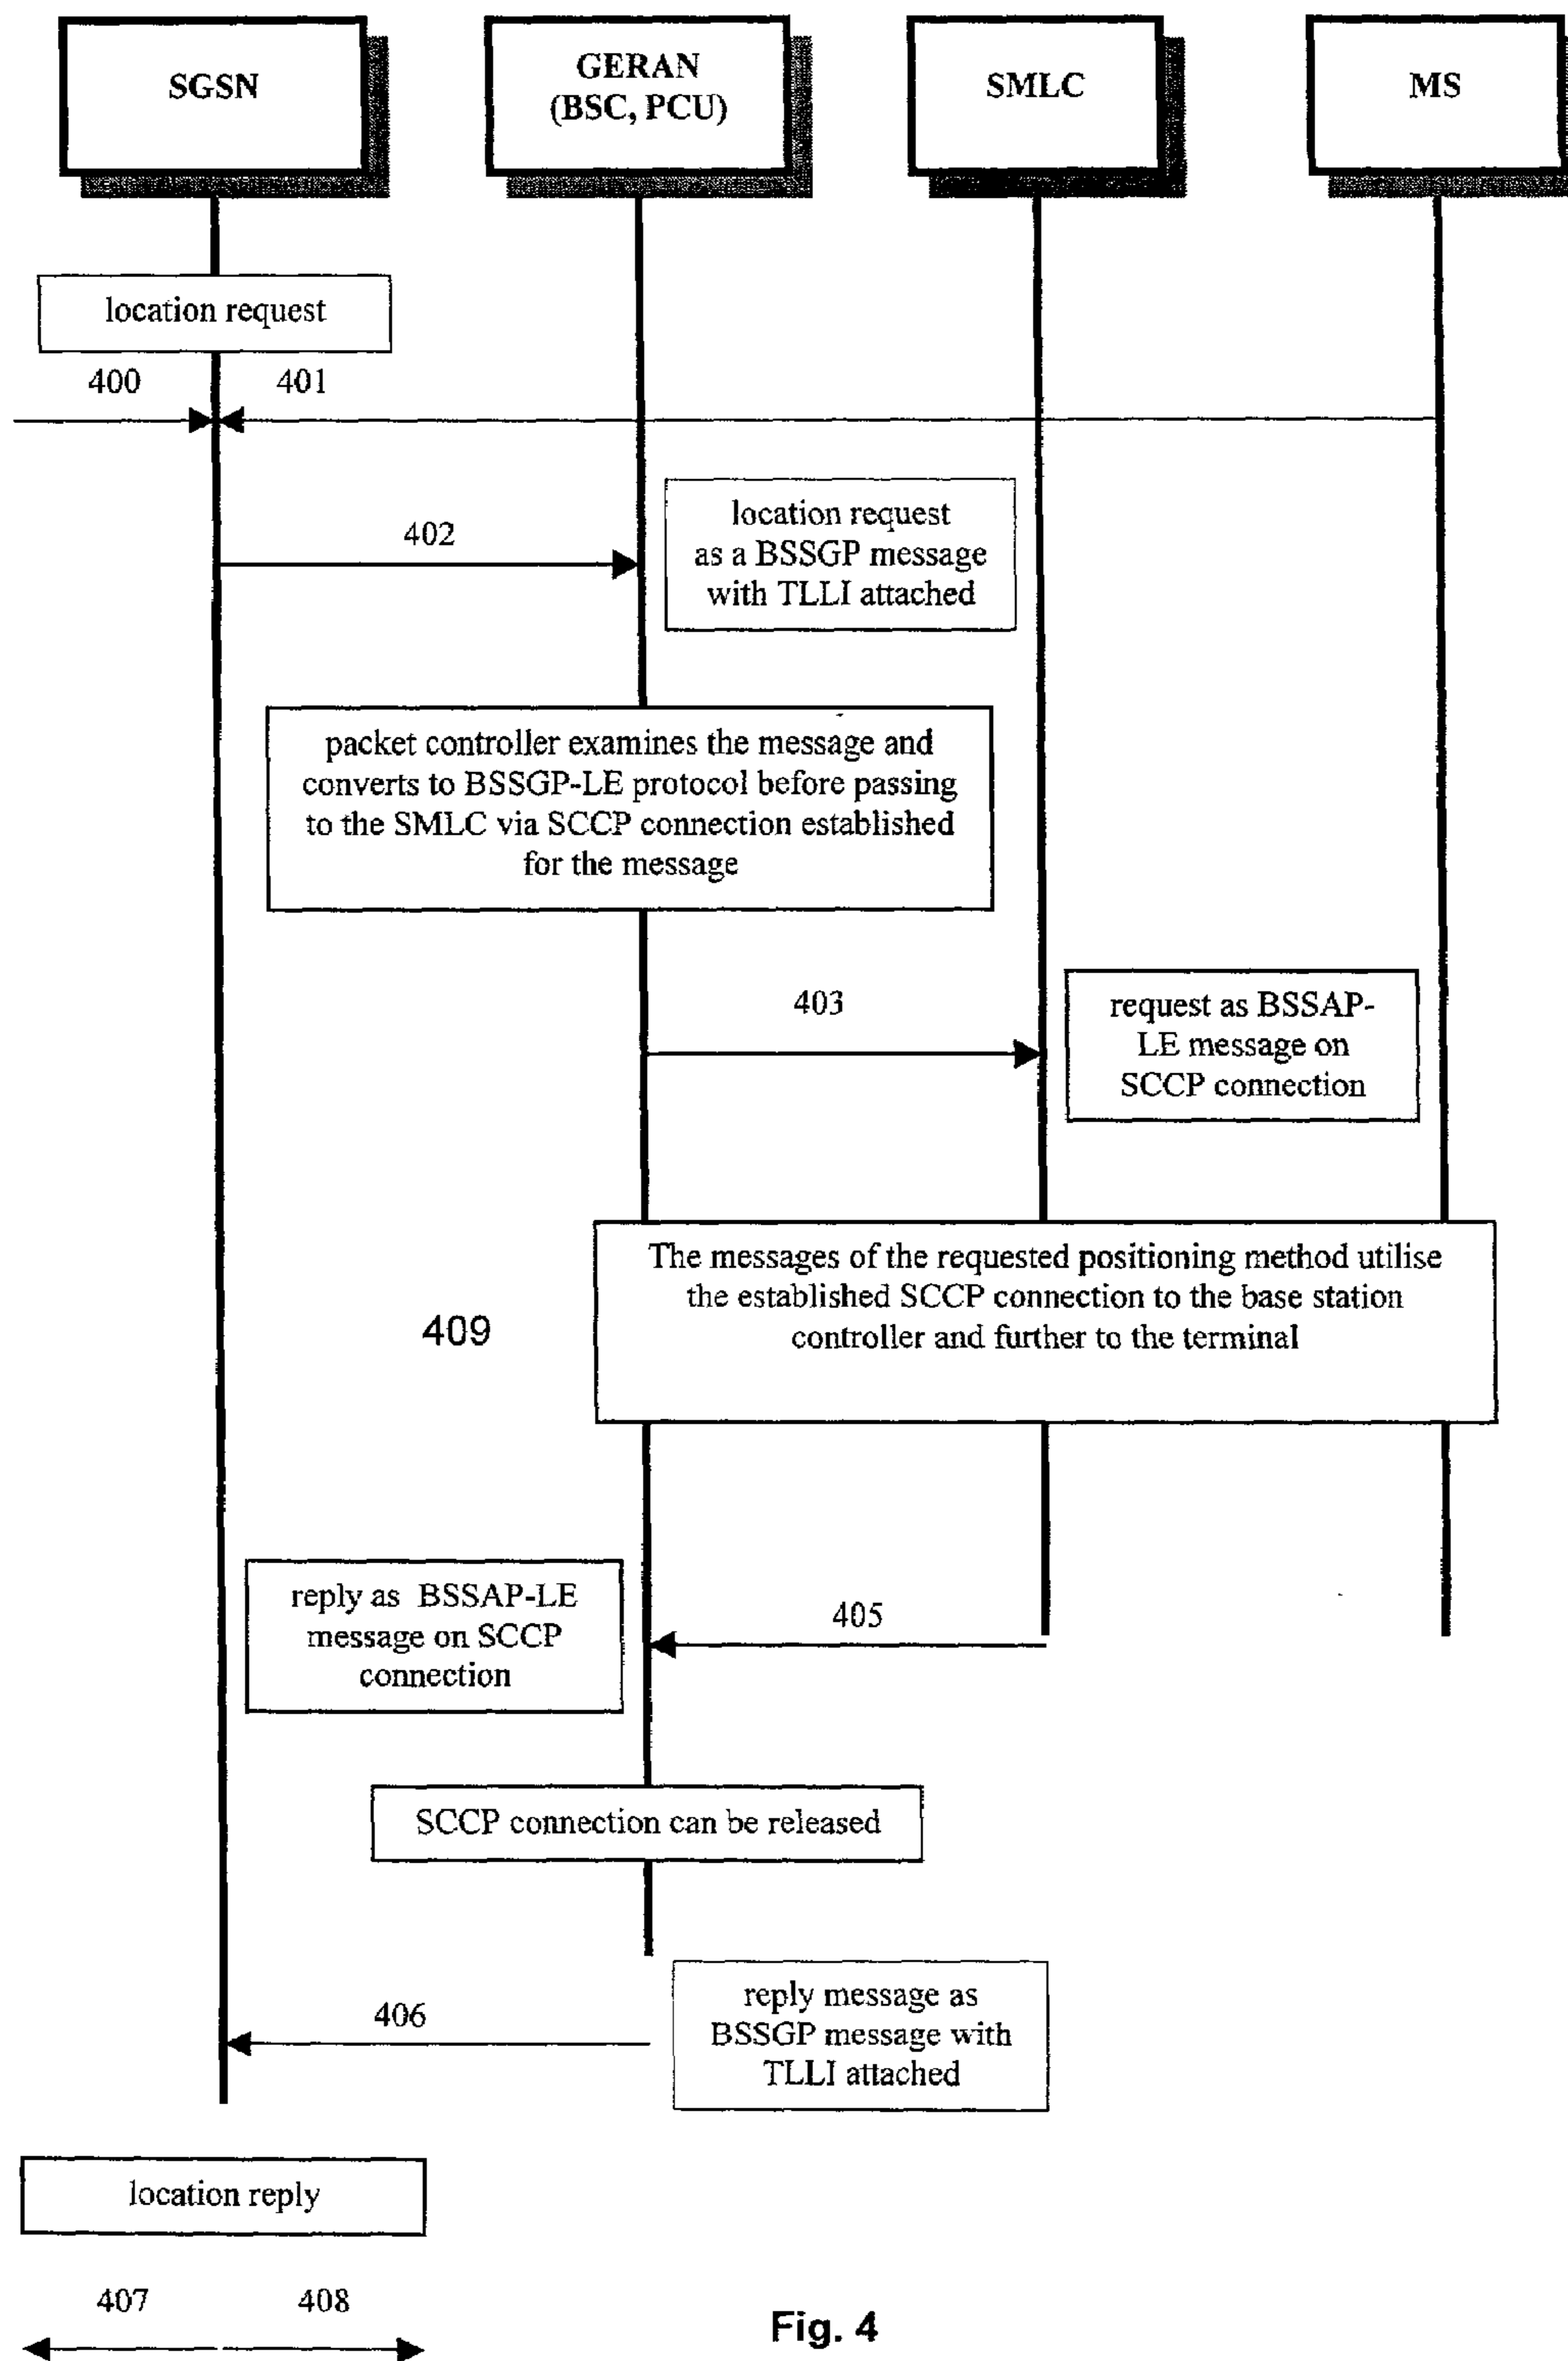 SGSN
GERAN
(BSC, PCU)
SMLC
MS
location request
400
401
402
location request
as a BSSGP message
with TLLI attached
packet controller examines the message and
converts to BSSGP-LE protocol before passing
to the SMLC via SCCP connection established
for the message
403
request as BSSAP-
LE message on
SCCP connection
The messages of the requested positioning method utilise
the established SCCP connection to the base station
controller and further to the terminal
409
reply as BSSAP-LE
message on SCCP
connection
405
SCCP connection can be released
406
reply message as
BSSGP message with
TLLI attached
location reply
407
408
Fig. 4